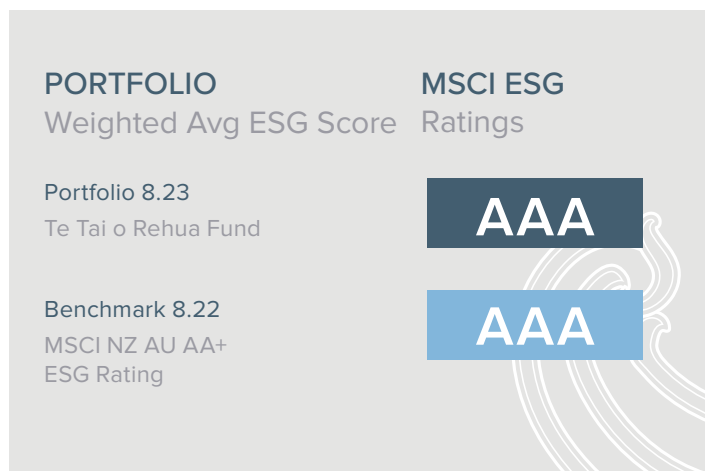 PORTFOLIO
Weighted Avg ESG Score
MSCI ESG
Ratings
Portfolio 8.23
Te Tai o Rehua Fund
AAA
Benchmark 8.22
MSCI NZ AU AA+
ESG Rating
AAA